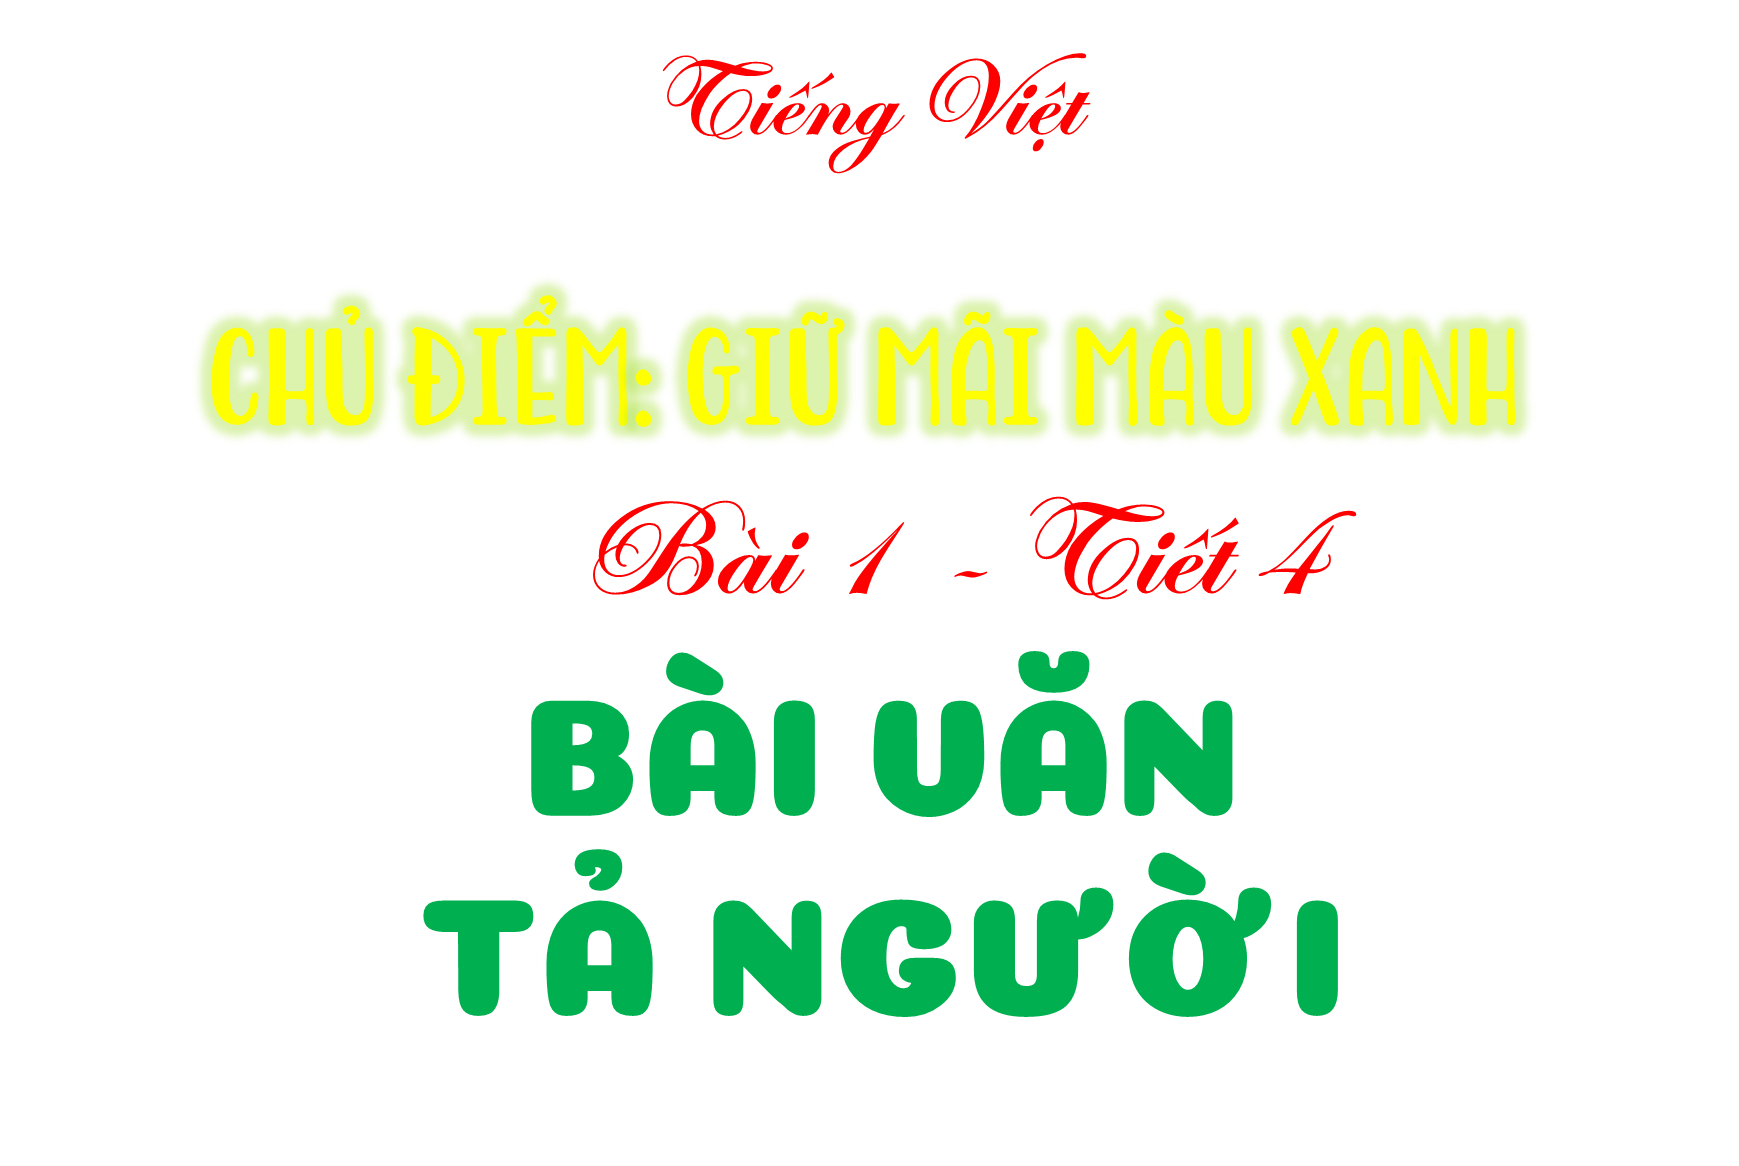 Tiếng Việt
CHỦ ĐIỂM: GIỮ MÃI MÀU XANH
Bài 1 - Tiết 4
BÀI VĂN
TẢ NGƯỜI